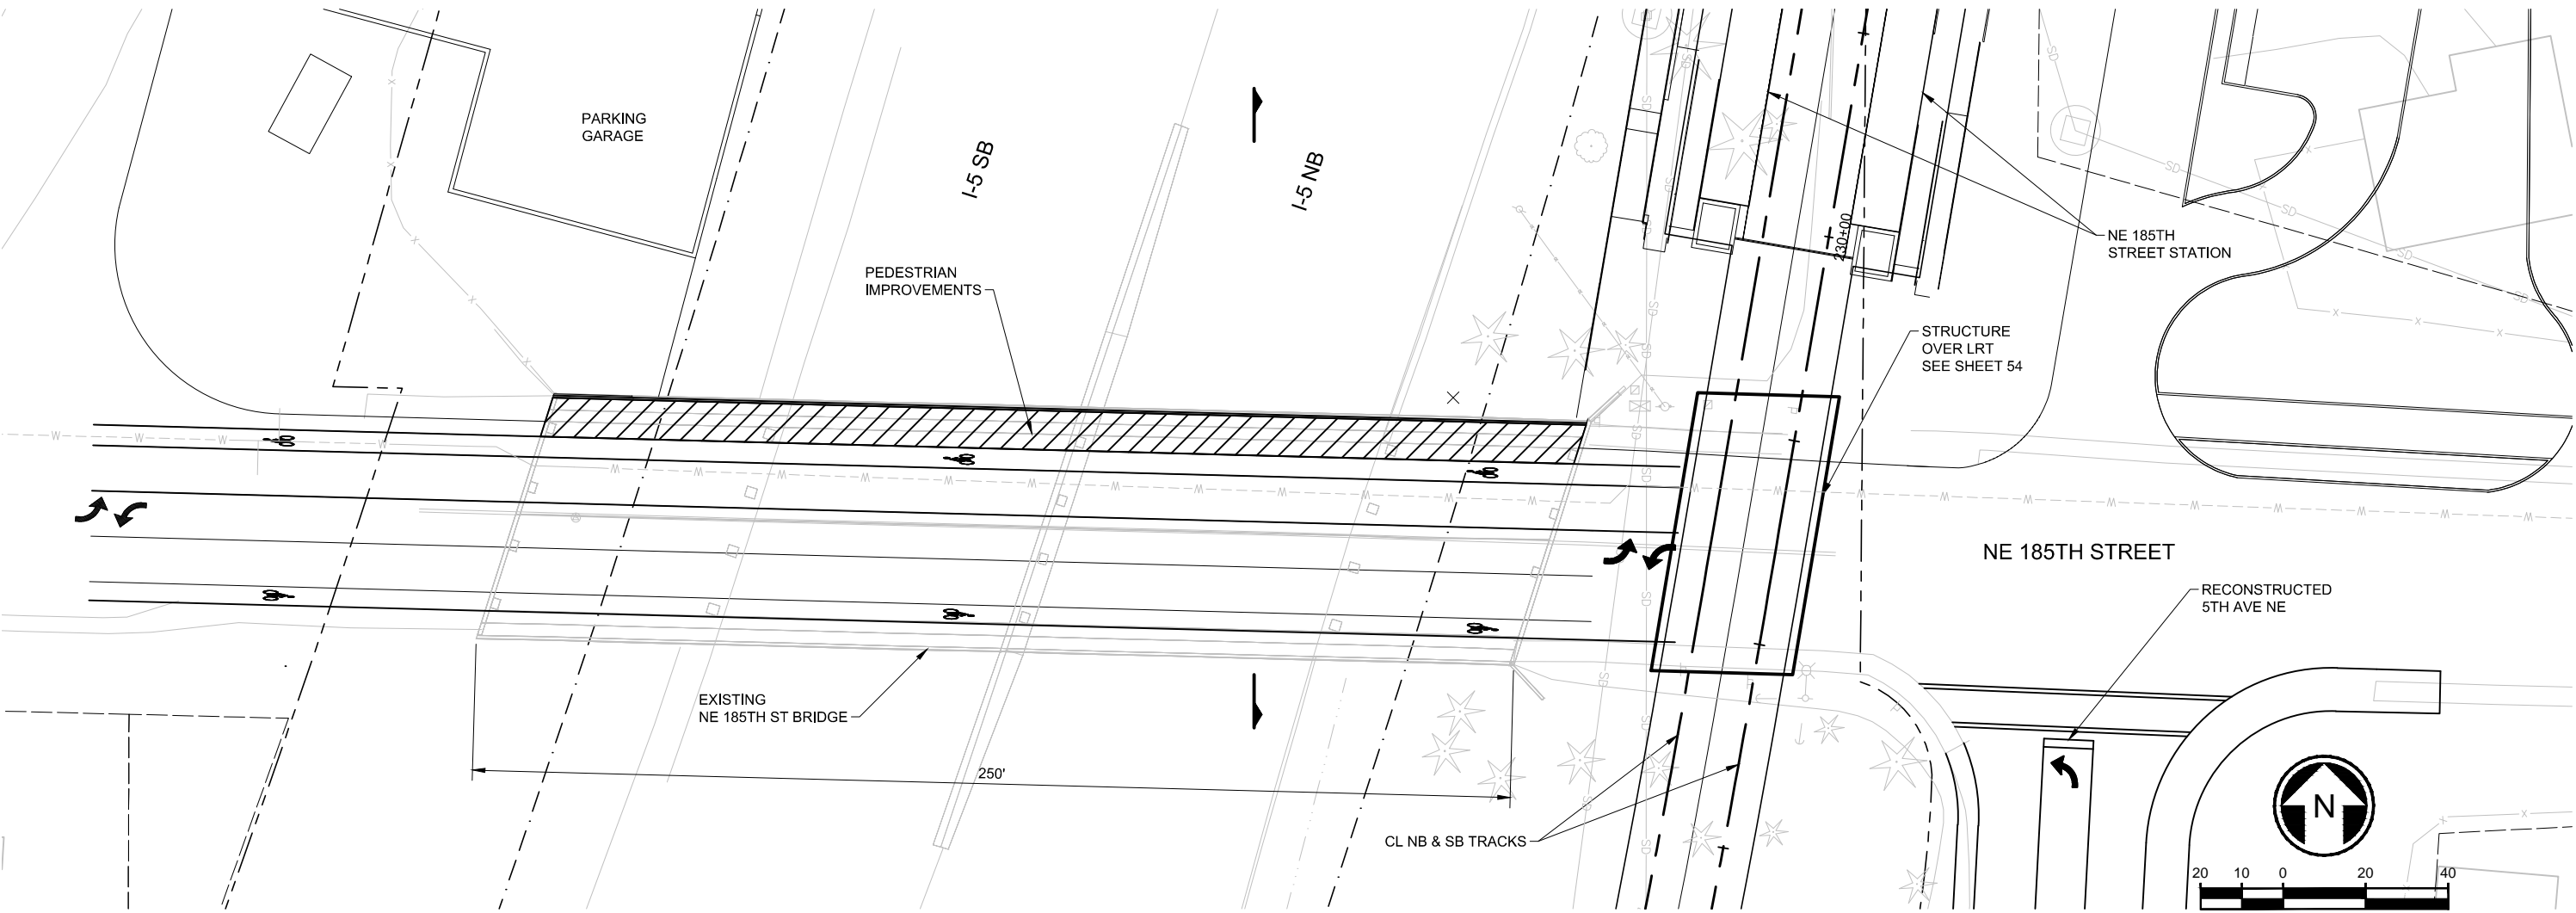 PARKING
GARAGE
I-5 SB
I-5 NB
PEDESTRIAN
IMPROVEMENTS
230+00
NE 185TH
STREET STATION
STRUCTURE
OVER LRT
SEE SHEET 54
NE 185TH STREET
RECONSTRUCTED
5TH AVE NE
EXISTING
NE 185TH ST BRIDGE
250'
CL NB & SB TRACKS
N
20 10 0 20 40